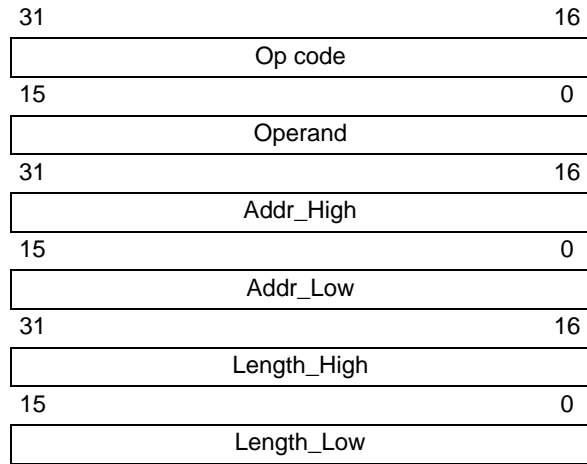 31 16
Op code
15 0
Operand
31 16
Addr_High
15 0
Addr_Low
31 16
Length_High
15 0
Length_Low